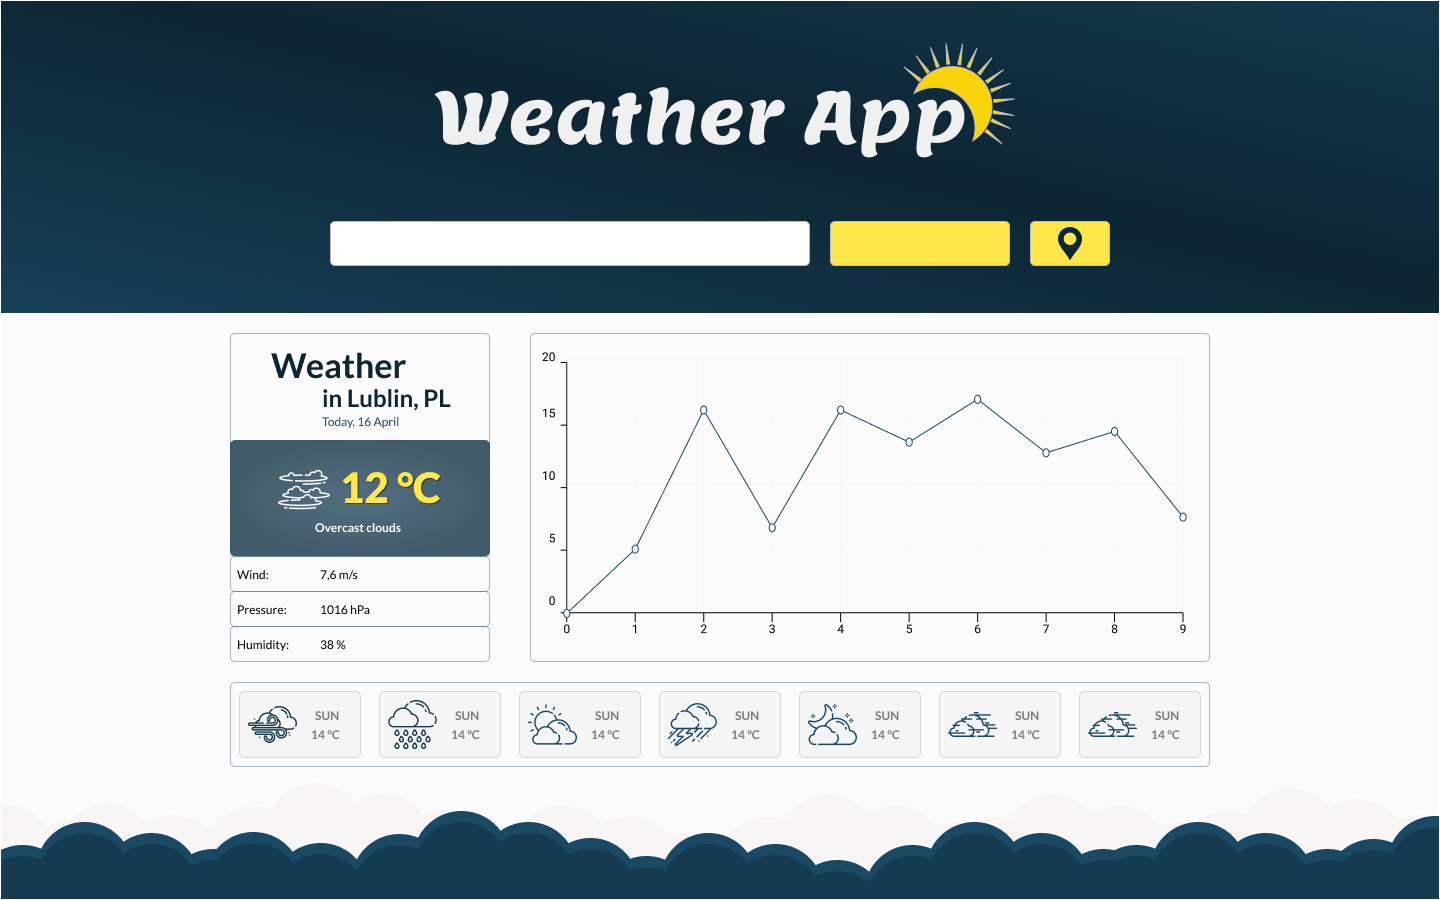 Weather App
Weather
in Lublin, PL
Today, 16 April
12 °C
Overcast clouds
Wind: 7,6 m/s
Pressure: 1016 hPa
Humidity: 38 %
20
15
10
5
0
0 1 2 3 4 5 6 7 8 9
SUN SUN SUN SUN SUN SUN SUN
14 °C 14 °C 14 °C 14 °C 14 °C 14 °C 14 °C